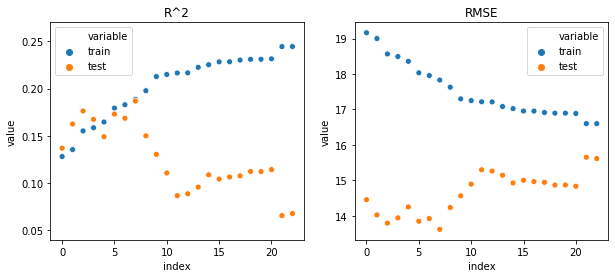 R^2
variable
train
test
value
0.25
0.20
0.15
0.10
0.05
0
5
10
15
20
index
RMSE
variable
train
test
value
19
18
17
16
15
14
0
5
10
15
20
index